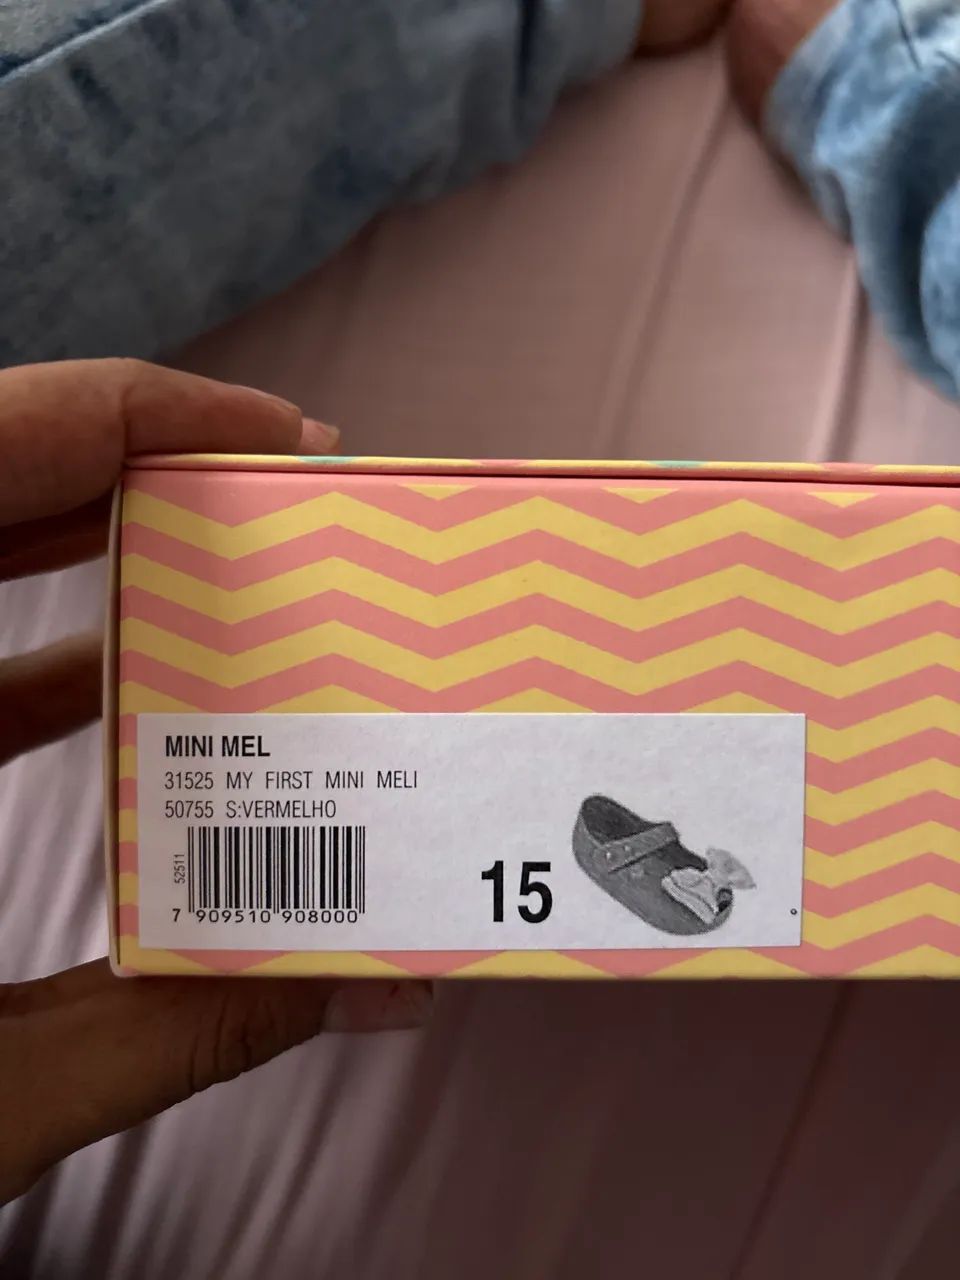 MINI MEL
31525 MY FIRST MINI MELI
50755 S:VERMELHO
52511
15
7 909510 908000